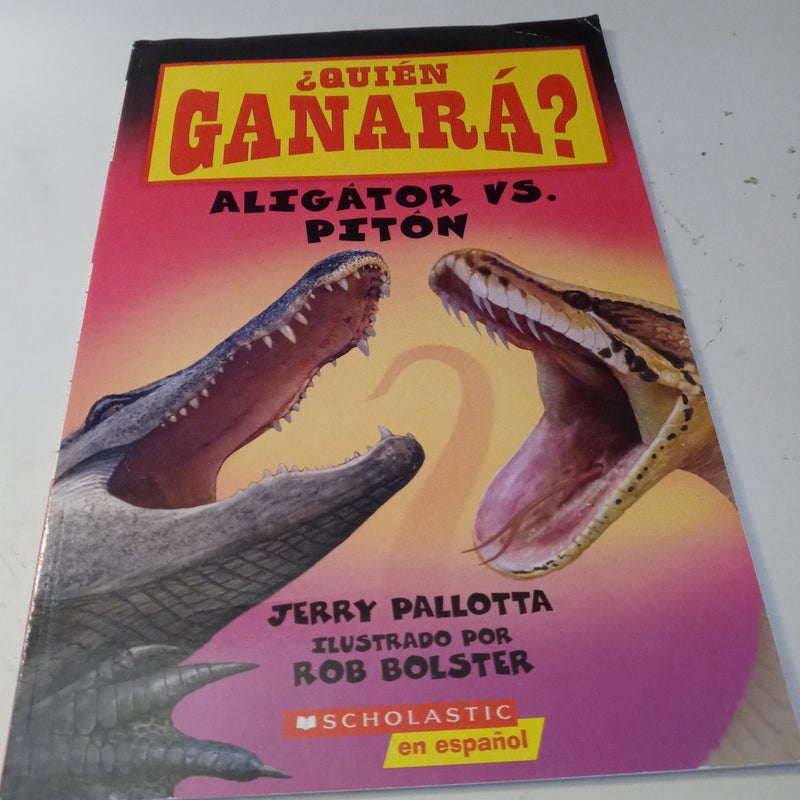 ¿QUIÉN
GANARÁ?
ALIGÁTOR VS.
PITÓN
JERRY PALLOTTA
ILUSTRADO POR
ROB BOLSTER
SCHOLASTIC
en español